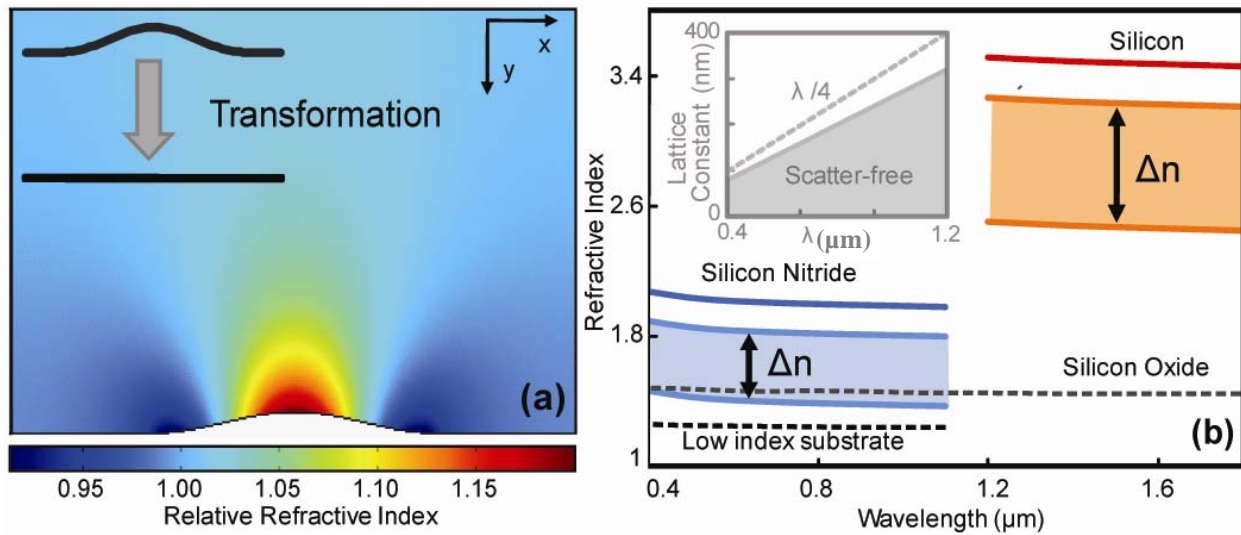 x
y
Transformation
(a)
0.95 1.00 1.05 1.10 1.15
Relative Refractive Index
Refractive Index
3.4
2.6
1.8
1
400
0
Lattice
Constant (nm)
λ /4
Scatter-free
0.4 1.2
λ(μm)
Silicon
Δn
Silicon Nitride
Δn
Silicon Oxide
Low index substrate
(b)
0.4 0.8 1.2 1.6
Wavelength (μm)